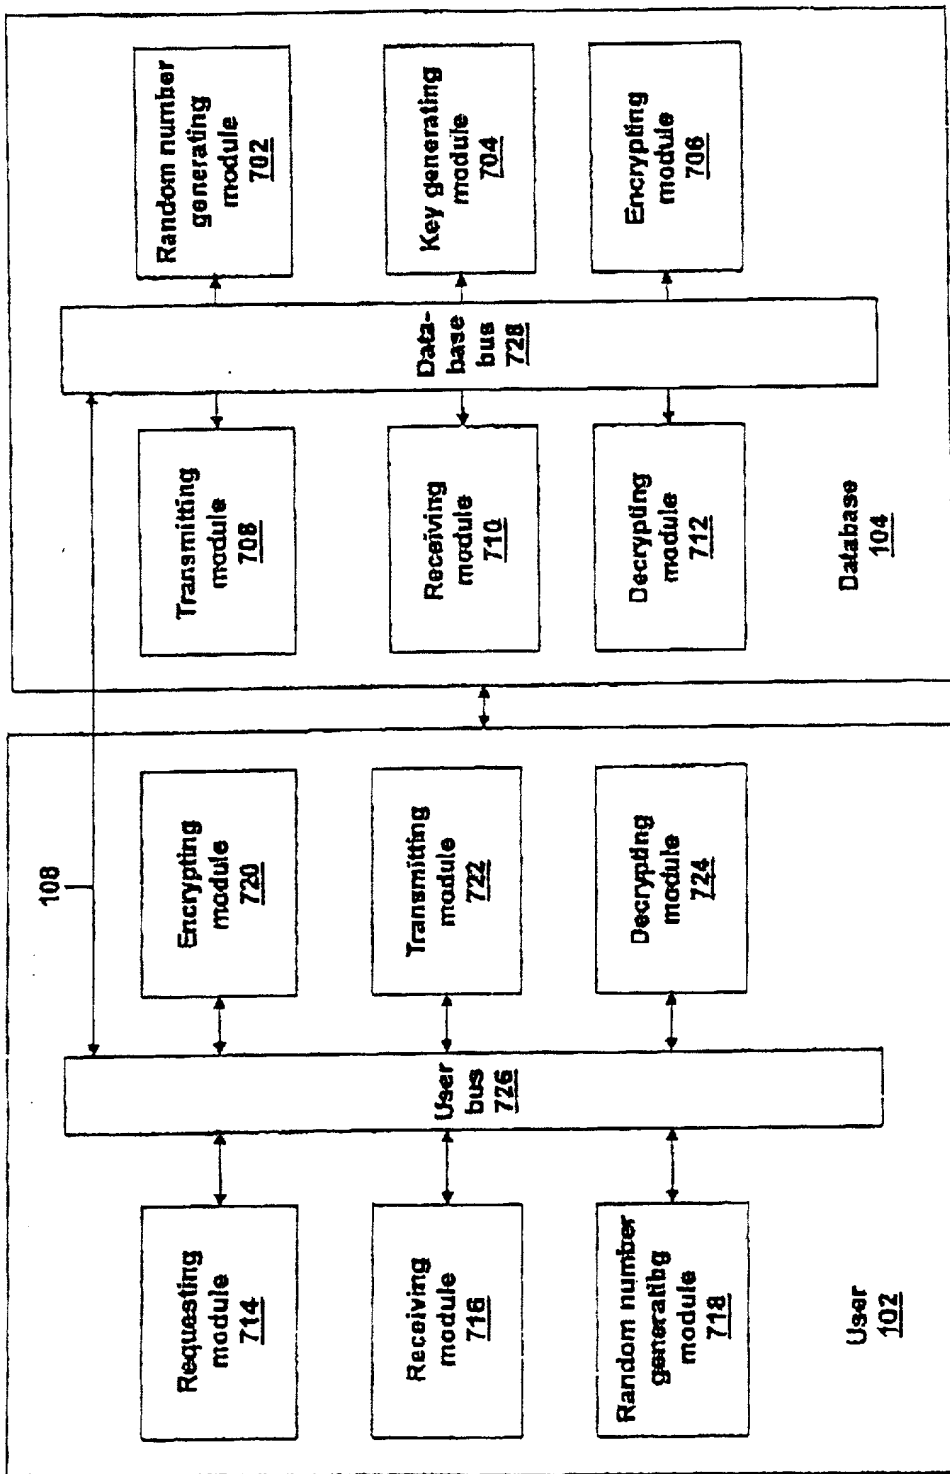 108
Requesting
module
714
Receiving
module
716
Random number
generatibg
module
718
User
bus
726
Encrypting
module
720
Transmitting
module
722
Decrypting
module
724
User
102
Transmitting
module
708
Receiving
module
710
Decrypting
module
712
Data-
base
bus
728
Random number
generating
module
702
Key generating
module
704
Encrypting
module
706
Database
104